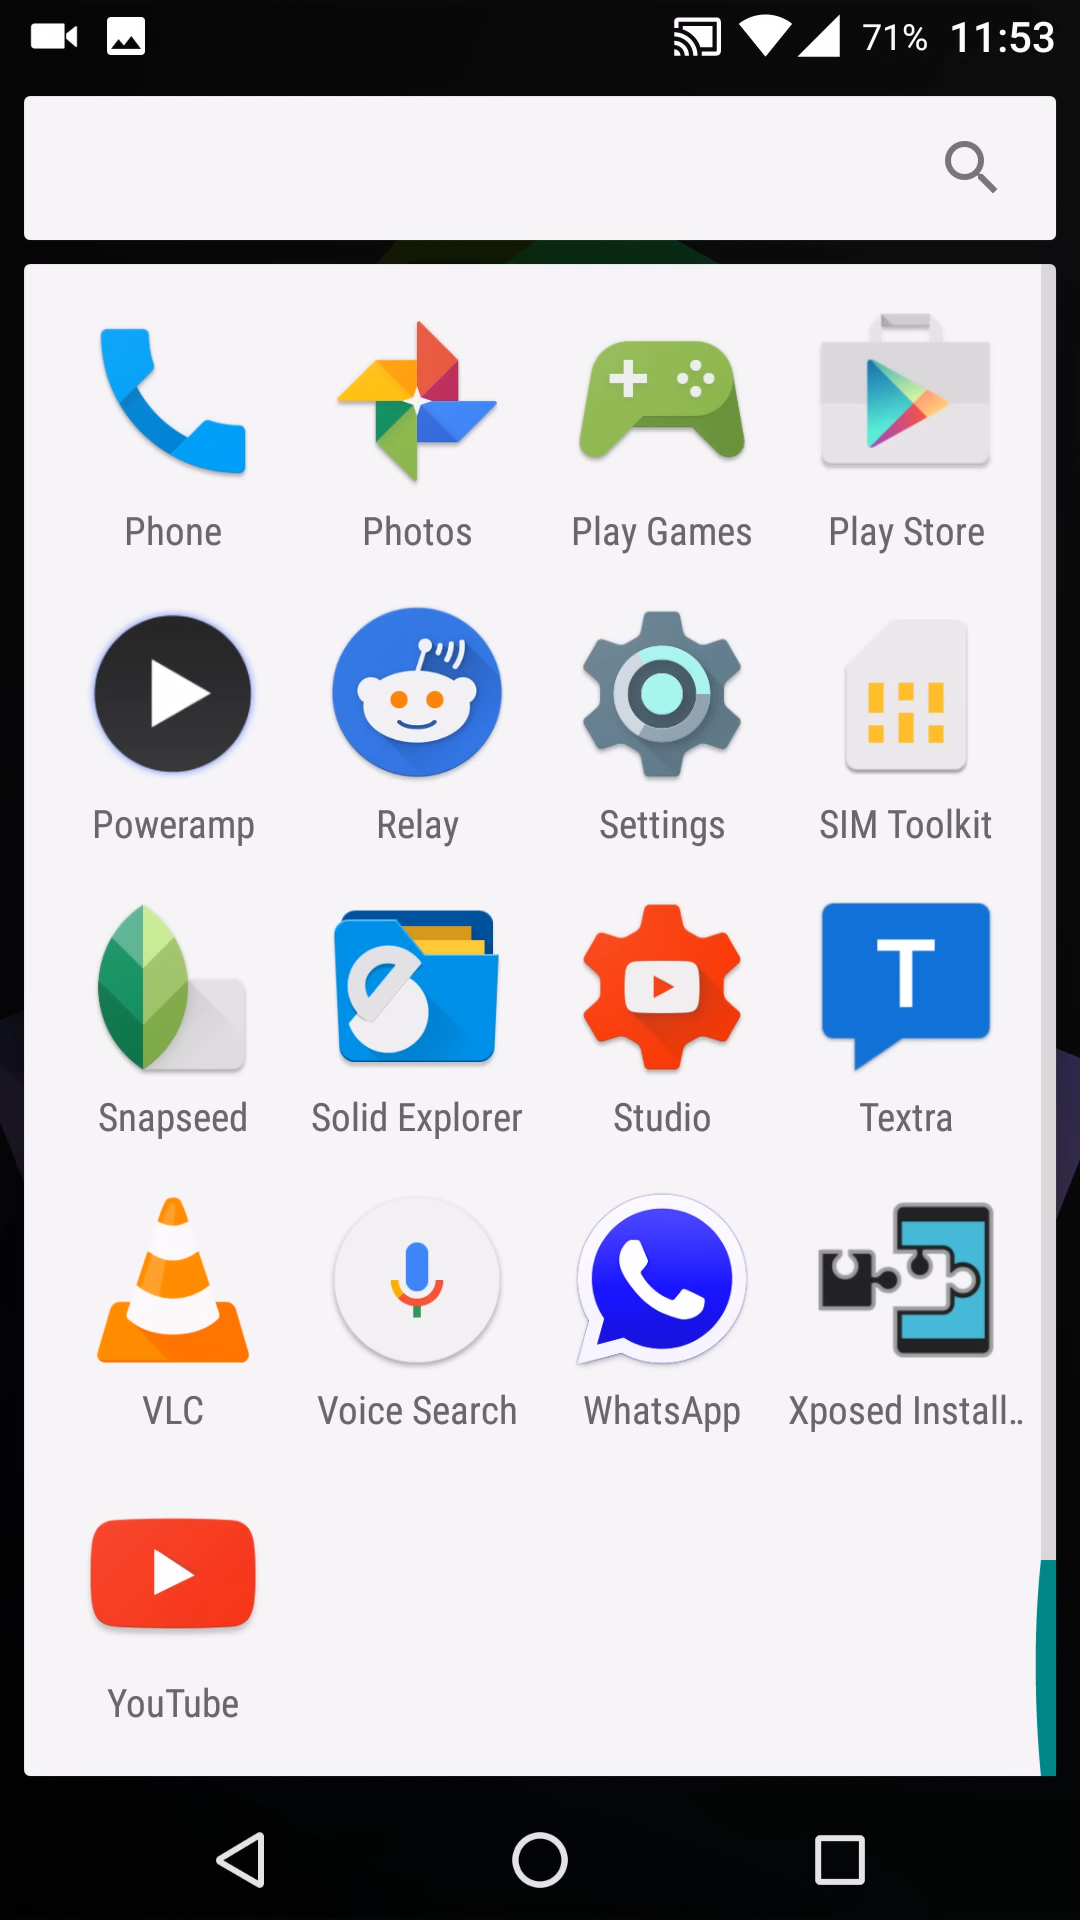 71% 11:53
Phone Photos Play Games Play Store
Poweramp Relay Settings SIM Toolkit
T
Snapseed Solid Explorer Studio Textra
VLC Voice Search WhatsApp Xposed Install..
YouTube